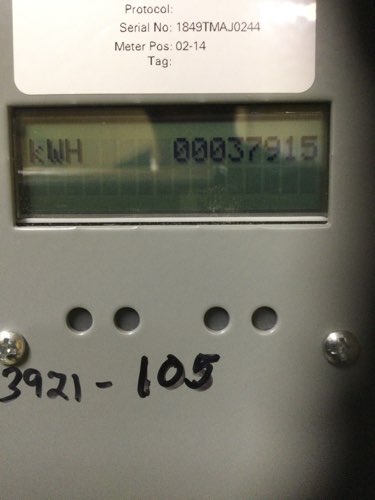 Protocol:
Serial No: 1849TMAJ0244
Meter Pos: 02-14
Tag:
kWH 00037915
3921-105